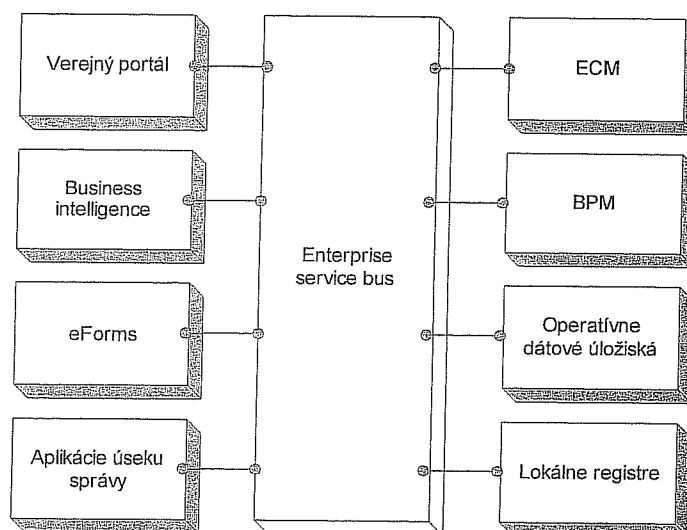 Verejný portál
Business
intelligence
eForms
Aplikácie úseku
správy
Enterprise
service bus
ECM
BPM
Operatívne
dátové úložiská
Lokálne registre